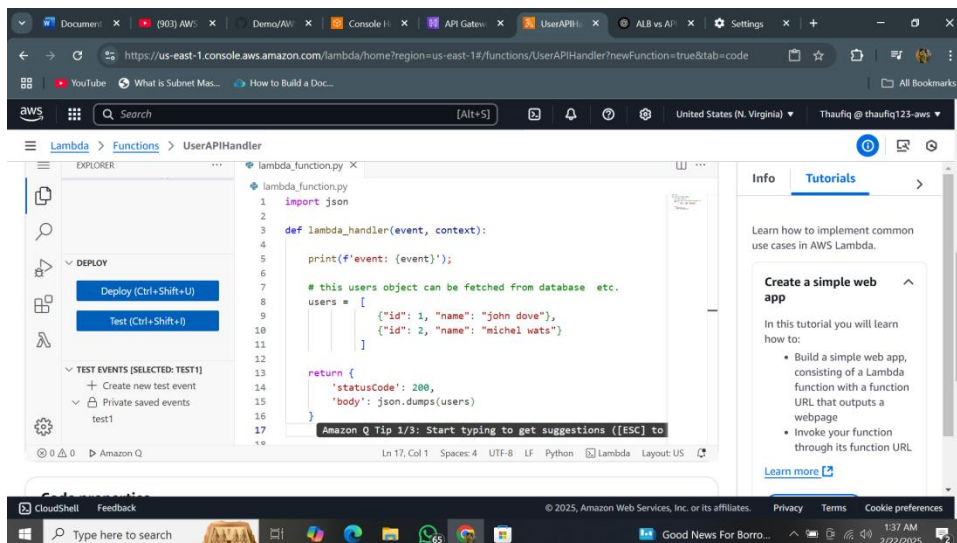 Document
(903) AWS
Demo/AW
Console H
API Gatew
UserAPIH
ALB vs AP
Settings
https://us-east-1.console.aws.amazon.com/lambda/home?region=us-east-1#/functions/UserAPIHandler?newFunction=true&tab=code
YouTube
What is Subnet Mas...
How to Build a Doc...
All Bookmarks
aws
Search
[Alt+S]
United States (N. Virginia)
Thaufiq @ thaufiq123-aws
Lambda > Functions > UserAPIHandler
EXPLORER
DEPLOY
Deploy (Ctrl+Shift+U)
Test (Ctrl+Shift+I)
TEST EVENTS [SELECTED: TEST1]
Create new test event
Private saved events
test1
lambda_function.py
lambda_function.py
1 import json
2
3 def lambda_handler(event, context):
4
5 print(f'event: {event}');
6
7 # this users object can be fetched from database etc.
8 users = [
9 {"id": 1, "name": "john dove"},
10 {"id": 2, "name": "michel wats"}
11 ]
12
13 return {
14 'statusCode': 200,
15 'body': json.dumps(users)
16 }
17 Amazon Q Tip 1/3: Start typing to get suggestions ([ESC] to
0 0 Amazon Q
Ln 17, Col 1 Spaces: 4 UTF-8 LF Python Lambda Layout: US
Info
Tutorials
Learn how to implement common
use cases in AWS Lambda.
Create a simple web
app
In this tutorial you will learn
how to:
• Build a simple web app,
consisting of a Lambda
function with a function
URL that outputs a
webpage
• Invoke your function
through its function URL
Learn more
Code properties
CloudShell
Feedback
© 2025, Amazon Web Services, Inc. or its affiliates.
Privacy
Terms
Cookie preferences
Type here to search
65
Good News For Borro...
1:37 AM
2/22/2025
2